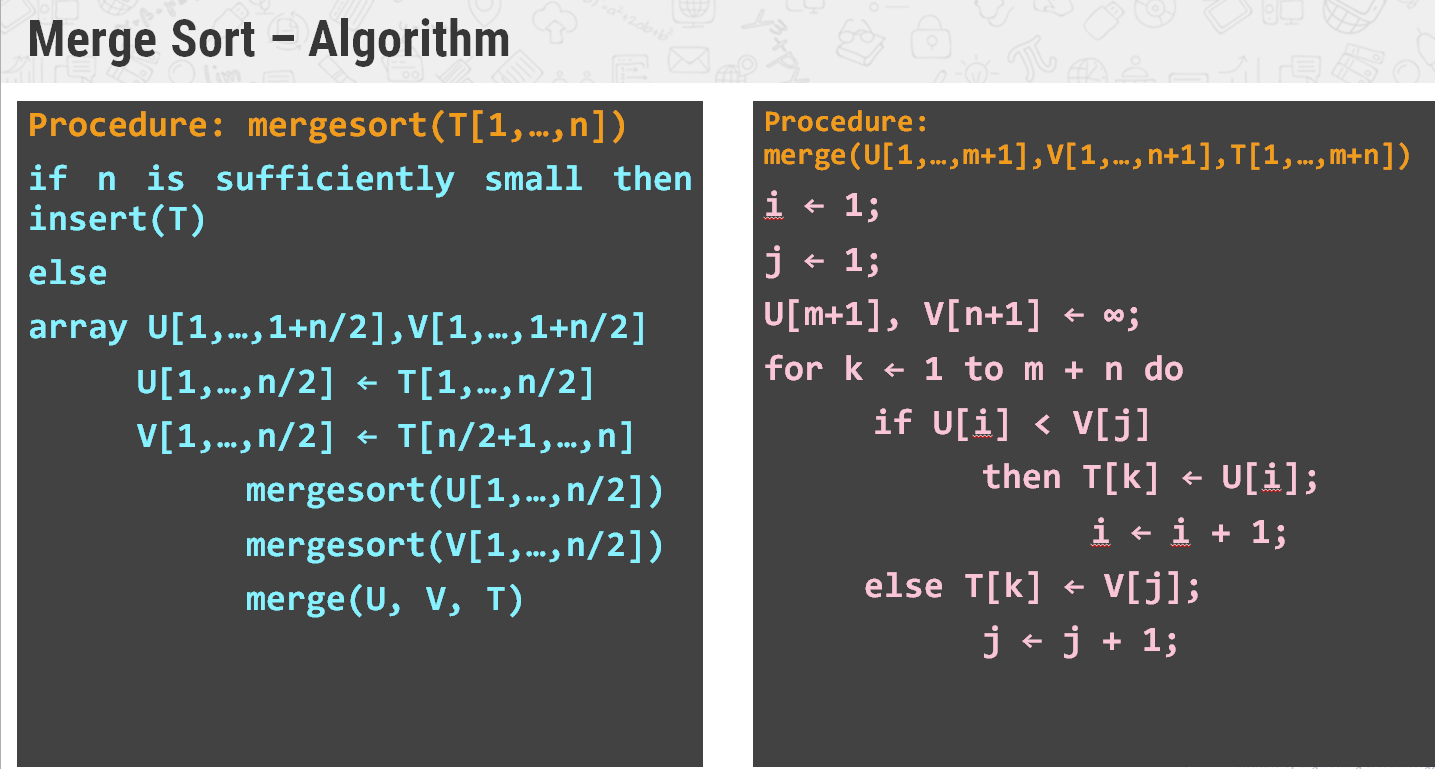 Merge Sort – Algorithm
Procedure: mergesort(T[1,…,n])
if n is sufficiently small then
insert(T)
else
array U[1,…,1+n/2],V[1,…,1+n/2]
U[1,…,n/2] ← T[1,…,n/2]
V[1,…,n/2] ← T[n/2+1,…,n]
mergesort(U[1,…,n/2])
mergesort(V[1,…,n/2])
merge(U, V, T)
Procedure:
merge(U[1,…,m+1],V[1,…,n+1],T[1,…,m+n])
i ← 1;
j ← 1;
U[m+1], V[n+1] ← ∞;
for k ← 1 to m + n do
if U[i] < V[j]
then T[k] ← U[i];
i ← i + 1;
else T[k] ← V[j];
j ← j + 1;